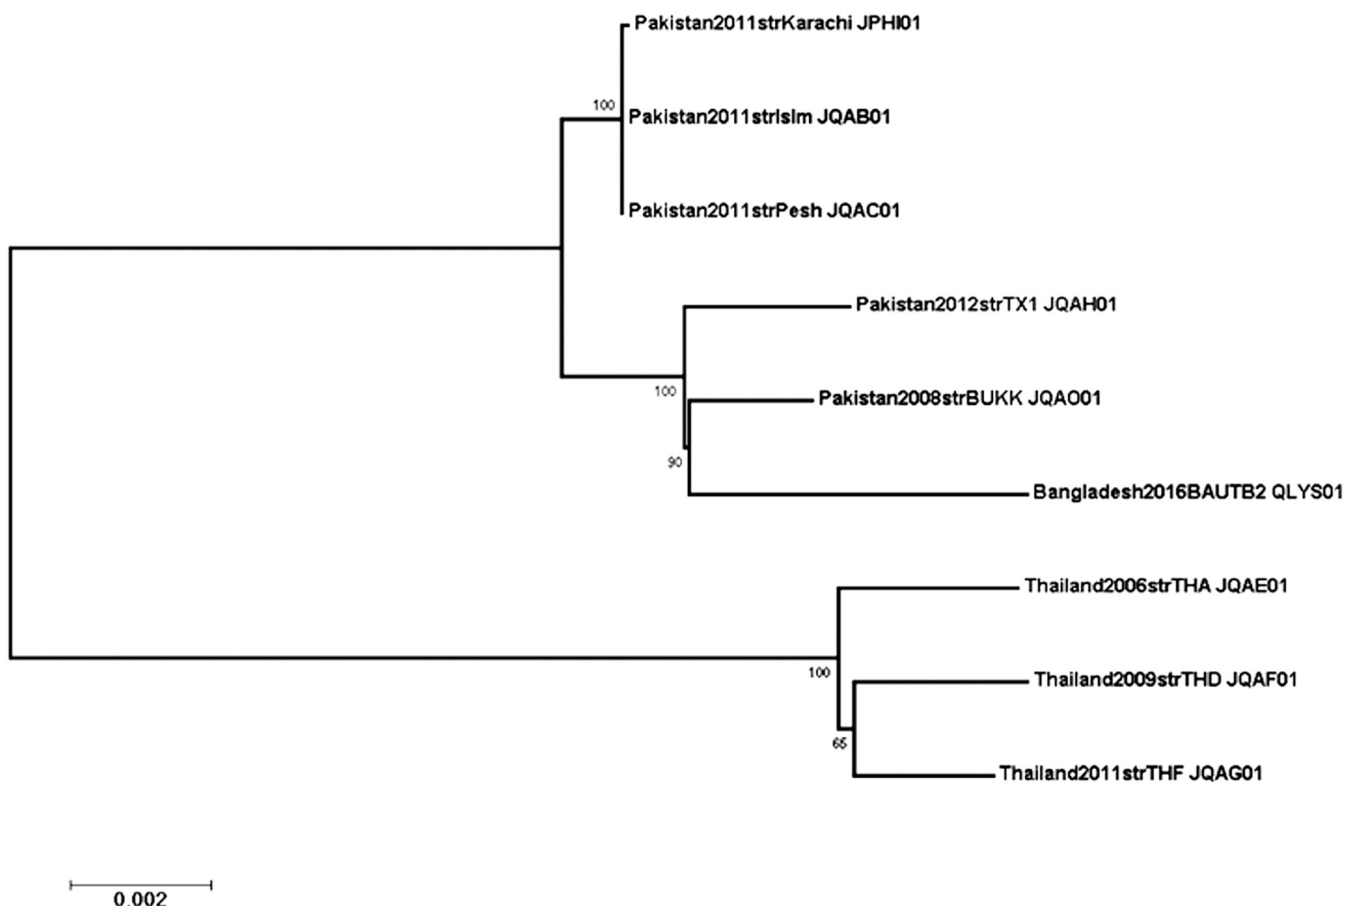 Pakistan2011strKarachi JPHI01
100
Pakistan2011strIslm JQAB01
Pakistan2011strPesh JQAC01
Pakistan2012strTX1 JQAH01
100
Pakistan2008strBUKK JQAO01
90
Bangladesh2016BAUTB2 QLYS01
Thailand2006strTHA JQAE01
100
Thailand2009strTHD JQAF01
65
Thailand2011strTHF JQAG01
0.002